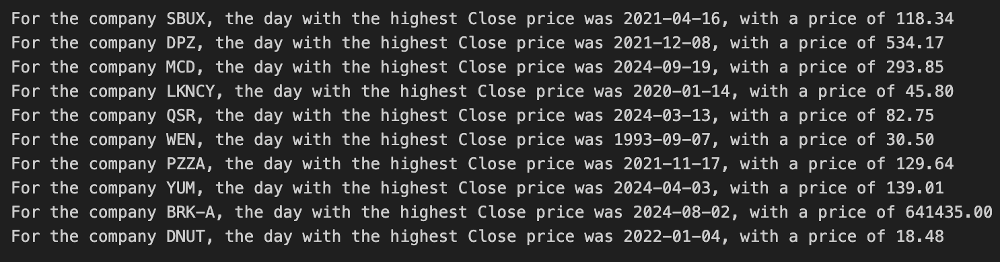 For the company SBUX, the day with the highest Close price was 2021-04-16, with a price of 118.34
For the company DPZ, the day with the highest Close price was 2021-12-08, with a price of 534.17
For the company MCD, the day with the highest Close price was 2024-09-19, with a price of 293.85
For the company LKNCY, the day with the highest Close price was 2020-01-14, with a price of 45.80
For the company QSR, the day with the highest Close price was 2024-03-13, with a price of 82.75
For the company WEN, the day with the highest Close price was 1993-09-07, with a price of 30.50
For the company PZZA, the day with the highest Close price was 2021-11-17, with a price of 129.64
For the company YUM, the day with the highest Close price was 2024-04-03, with a price of 139.01
For the company BRK-A, the day with the highest Close price was 2024-08-02, with a price of 641435.00
For the company DNUT, the day with the highest Close price was 2022-01-04, with a price of 18.48